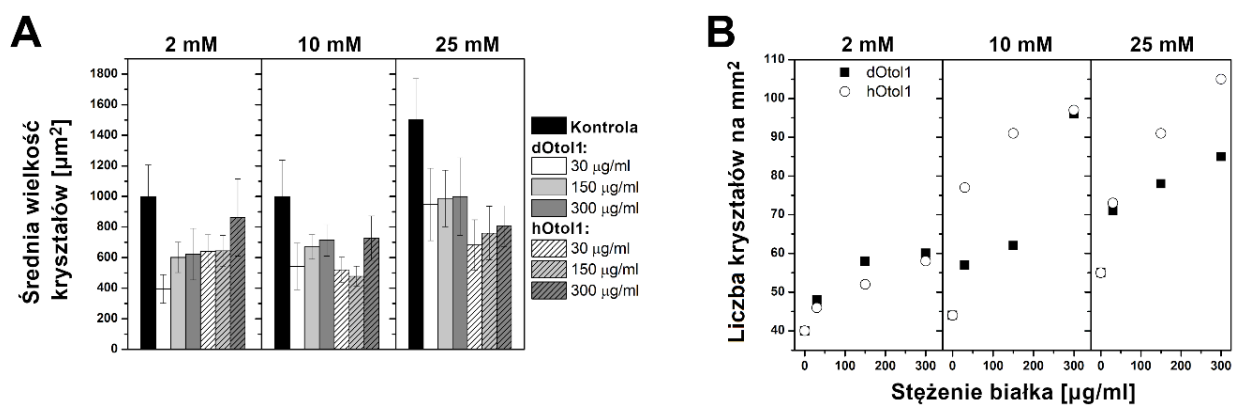 A
2 mM
10 mM
25 mM
Średnia wielkość
kryształów [µm²]
1800
1600
1400
1200
1000
800
600
400
200
0
Kontrola
dOtol1:
30 µg/ml
150 µg/ml
300 µg/ml
hOtol1:
30 µg/ml
150 µg/ml
300 µg/ml
B
2 mM
10 mM
25 mM
Liczba kryształów na mm²
110
100
90
80
70
60
50
40
dOtol1
hOtol1
0 100 200 300 0 100 200 300 0 100 200 300
Stężenie białka [µg/ml]